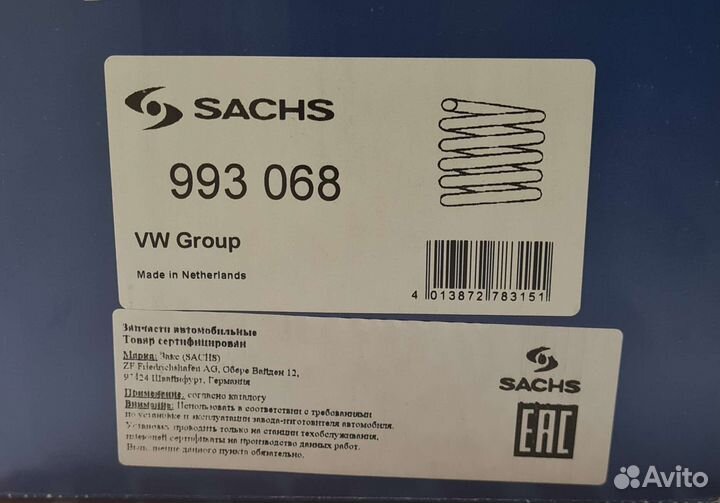 SACHS
993 068
VW Group
Made in Netherlands
4 013872 783151
Запчасти автомобильные
Товар сертифицирован
Марка: Закс (SACHS)
ZF Friedrichshafen AG, Обере Вайден 12,
97424 Швайнфурт, Германия
Применение: согласно каталогу
Внимание: Использовать в соответствии с требованиями
по установке и эксплуатации завода-изготовителя автомобиля.
Установку проводить только на станции техобслуживания,
имеющей сертификаты на производство данных работ.
Выполнение данного пункта обязательно.
SACHS
EAC
Avito